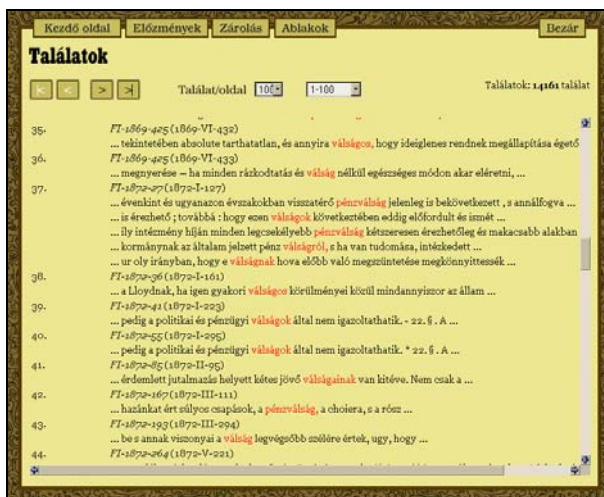 Kezdő oldal Előzmények Zárolás Ablakok Bezár
Találatok
|< < > >| Találat/oldal 100 1-100 Találatok: 14161 találat
35. FI-1869-425 (1869-VI-432)
... tekintetében absolute tarthatatlan, és annyira válságos, hogy ideiglenes rendnek megállapítása égető
36. FI-1869-425 (1869-VI-433)
... megnyerése – ha minden rázkodtatás és válság nélkül egészséges módon akar eléretni, ...
37. FI-1872-27 (1872-I-127)
... évenkint és ugyanazon évszakokban visszatérő pénzválság jelenleg is bekövetkezett , s annálfogva ...
... is érezhető ; továbbá : hogy ezen válságok következtében eddig előfordult és ismét ...
... ily intézmény híján minden legcsekélyebb pénzválság kétszeresen érezhetőleg és makacsabb alakban
... kormánynak az általam jelzett pénz válságról, s ha van tudomása, intézkedett ...
... ur oly irányban, hogy e válságnak hova előbb való megszüntetése megkönnyittessék ...
38. FI-1872-36 (1872-I-161)
... a Lloydnak, ha igen gyakori válságos körülményei közül mindannyiszor az állam ...
39. FI-1872-41 (1872-I-223)
... pedig a politikai és pénzügyi válságok által nem igazoltathatik. - 22. § . A ...
40. FI-1872-55 (1872-I-295)
... pedig a politikai és pénzügyi válságok által nem igazoltathatik. * 22. § . A ...
41. FI-1872-85 (1872-II-95)
... érdemlett jutalmazás helyett kétes jövő válságainak van kitéve. Nem csak a ...
42. FI-1872-167 (1872-III-111)
... hazánkat ért súlyos csapások, a pénzválság, a cholera, s a rósz ...
43. FI-1872-193 (1872-III-294)
... be s annak viszonyai a válság legvégsőbb szélére értek, ugy, hogy ...
44. FI-1872-264 (1872-V-221)